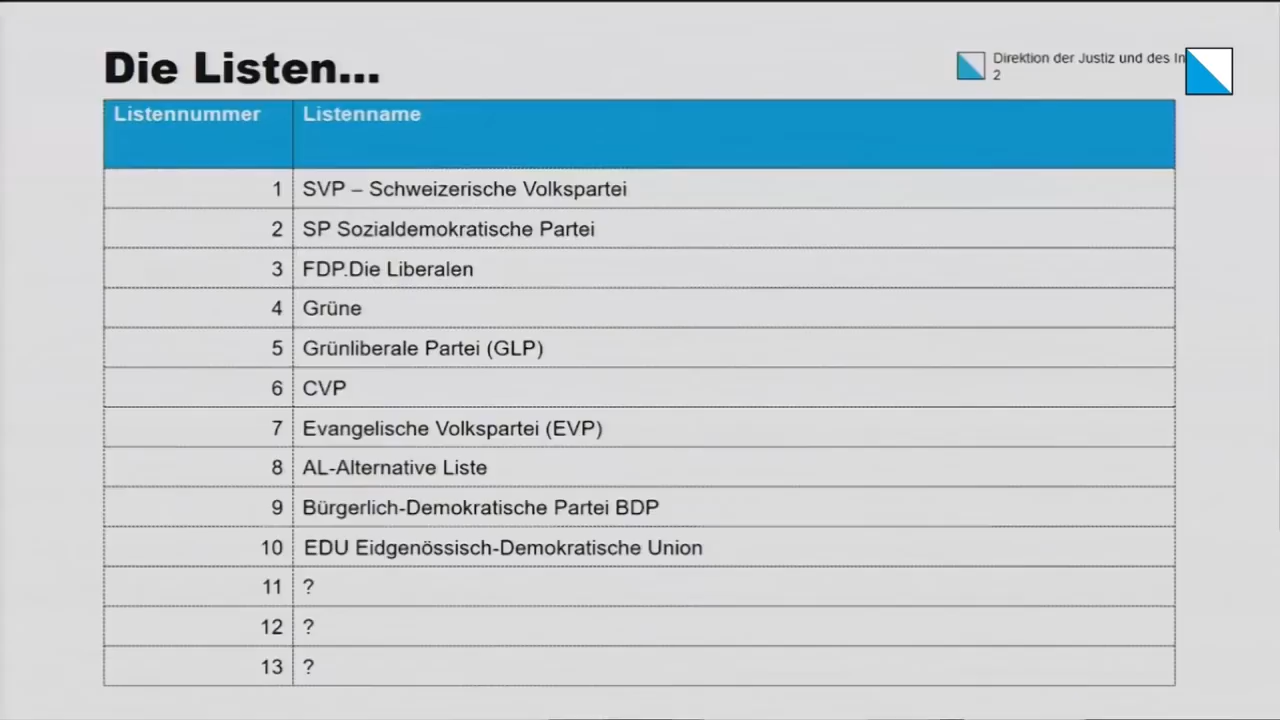 Die Listen...
Direktion der Justiz und des In
2
Listennummer Listenname
1 SVP – Schweizerische Volkspartei
2 SP Sozialdemokratische Partei
3 FDP.Die Liberalen
4 Grüne
5 Grünliberale Partei (GLP)
6 CVP
7 Evangelische Volkspartei (EVP)
8 AL-Alternative Liste
9 Bürgerlich-Demokratische Partei BDP
10 EDU Eidgenössisch-Demokratische Union
11 ?
12 ?
13 ?